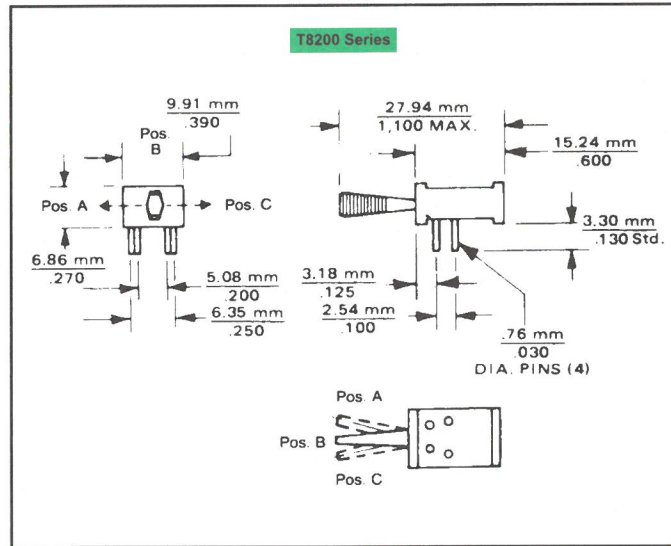 T8200 Series
9.91 mm
.390
Pos.
B
Pos. A
Pos. C
6.86 mm
.270
5.08 mm
.200
6.35 mm
.250
27.94 mm
1,100 MAX.
15.24 mm
.600
3.30 mm
.130 Std.
3.18 mm
.125
2.54 mm
.100
.76 mm
.030
DIA. PINS (4)
Pos. A
Pos. B
Pos. C